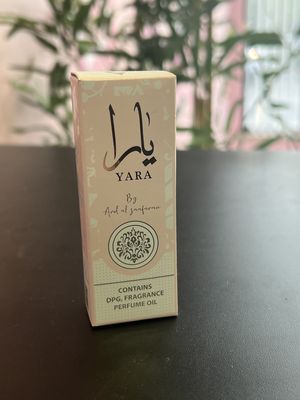 يارا
YARA
By
Ard al zaafaran
CONTAINS
DPG, FRAGRANCE
PERFUME OIL